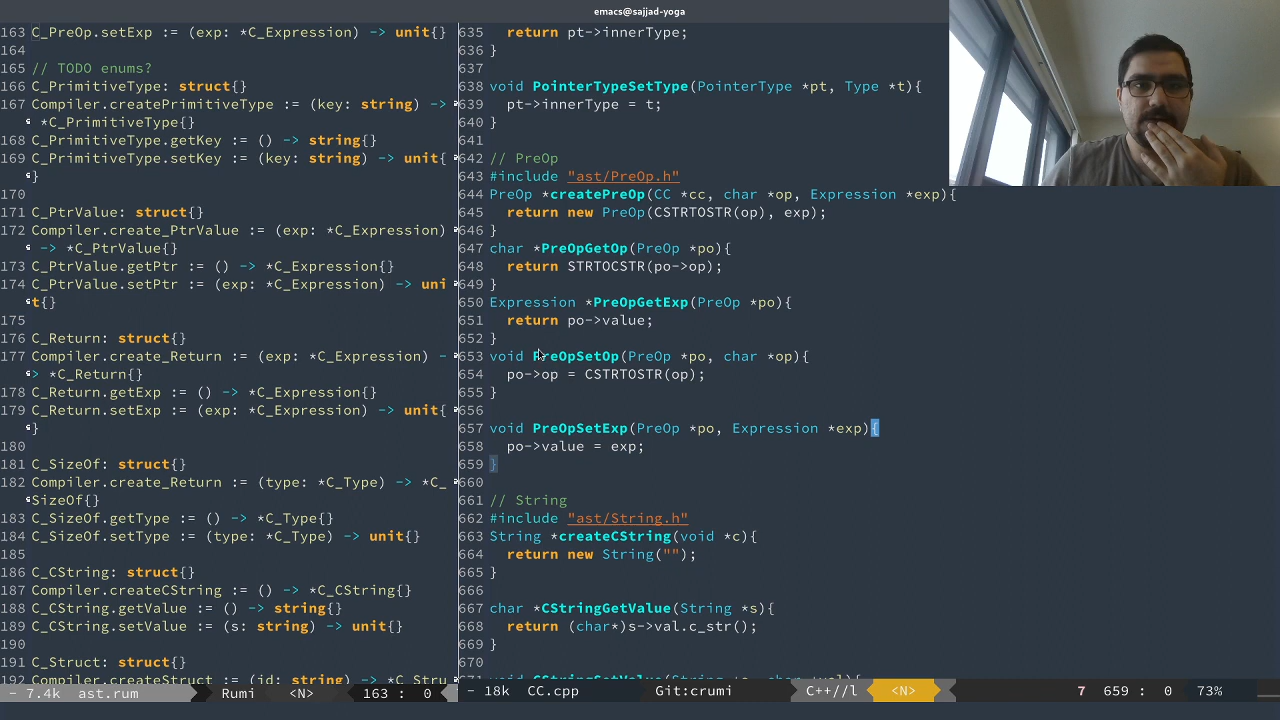 emacs@sajjad-yoga
163 C_PreOp.setExp := (exp: *C_Expression) -> unit{}
164
165 // TODO enums?
166 C_PrimitiveType: struct{}
167 Compiler.createPrimitiveType := (key: string) ->
*C_PrimitiveType{}
168 C_PrimitiveType.getKey := () -> string{}
169 C_PrimitiveType.setKey := (key: string) -> unit{
}
170
171 C_PtrValue: struct{}
172 Compiler.create_PtrValue := (exp: *C_Expression)
-> *C_PtrValue{}
173 C_PtrValue.getPtr := () -> *C_Expression{}
174 C_PtrValue.setPtr := (exp: *C_Expression) -> uni
t{}
175
176 C_Return: struct{}
177 Compiler.create_Return := (exp: *C_Expression) -
> *C_Return{}
178 C_Return.getExp := () -> *C_Expression{}
179 C_Return.setExp := (exp: *C_Expression) -> unit{
}
180
181 C_SizeOf: struct{}
182 Compiler.create_Return := (type: *C_Type) -> *C_
SizeOf{}
183 C_SizeOf.getType := () -> *C_Type{}
184 C_SizeOf.setType := (type: *C_Type) -> unit{}
185
186 C_CString: struct{}
187 Compiler.createCString := () -> *C_CString{}
188 C_CString.getValue := () -> string{}
189 C_CString.setValue := (s: string) -> unit{}
190
191 C_Struct: struct{}
192 Compiler.createStruct := (id: string) -> *C_Stru
- 7.4k ast.rum Rumi <N> 163 : 0
635 return pt->innerType;
636 }
637
638 void PointerTypeSetType(PointerType *pt, Type *t){
639 pt->innerType = t;
640 }
641
642 // PreOp
643 #include "ast/PreOp.h"
644 PreOp *createPreOp(CC *cc, char *op, Expression *exp){
645 return new PreOp(CSTRTOSTR(op), exp);
646 }
647 char *PreOpGetOp(PreOp *po){
648 return STRTOCSTR(po->op);
649 }
650 Expression *PreOpGetExp(PreOp *po){
651 return po->value;
652 }
653 void PreOpSetOp(PreOp *po, char *op){
654 po->op = CSTRTOSTR(op);
655 }
656
657 void PreOpSetExp(PreOp *po, Expression *exp){
658 po->value = exp;
659 }
660
661 // String
662 #include "ast/String.h"
663 String *createCString(void *c){
664 return new String("");
665 }
666
667 char *CStringGetValue(String *s){
668 return (char*)s->val.c_str();
669 }
670
- 18k CC.cpp Git:crumi C++//l <N> 7 659 : 0 73%